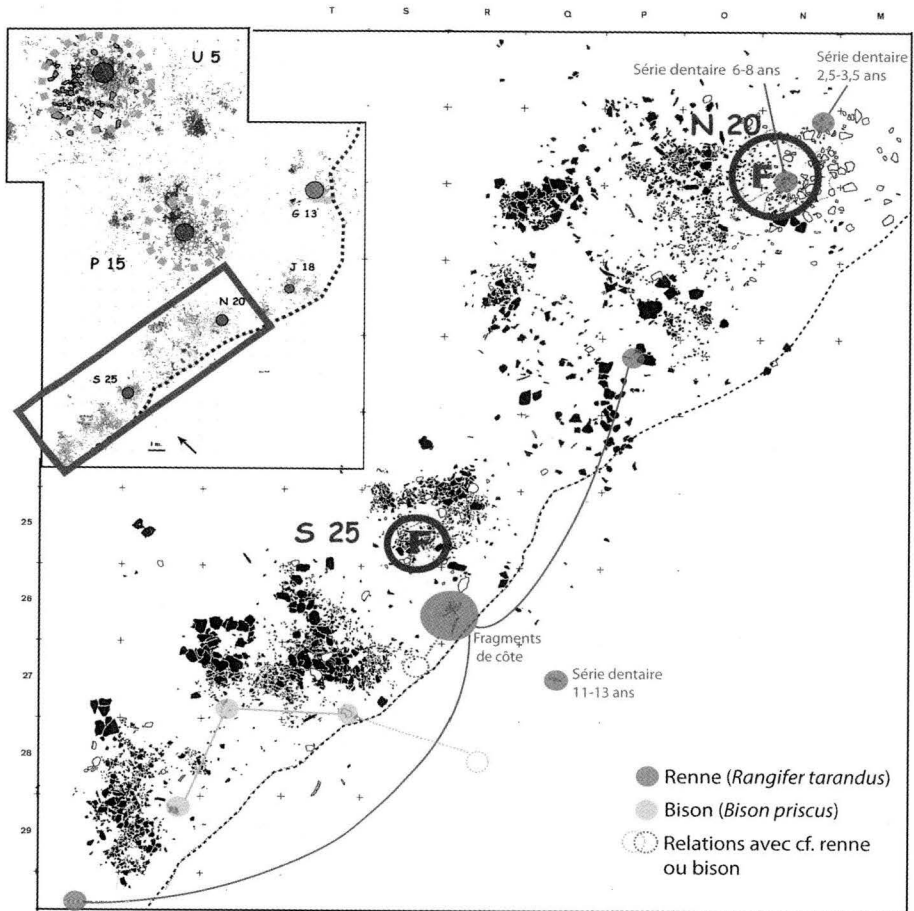 T S R Q P O N M
U 5
G 13
P 15
J 18
N 20
S 25
1 m.
Série dentaire 6-8 ans
Série dentaire
2,5-3,5 ans
N 20
F
25
S 25
F
26
Fragments
de côte
27
Série dentaire
11-13 ans
28
29
Renne (Rangifer tarandus)
Bison (Bison priscus)
Relations avec cf. renne
ou bison